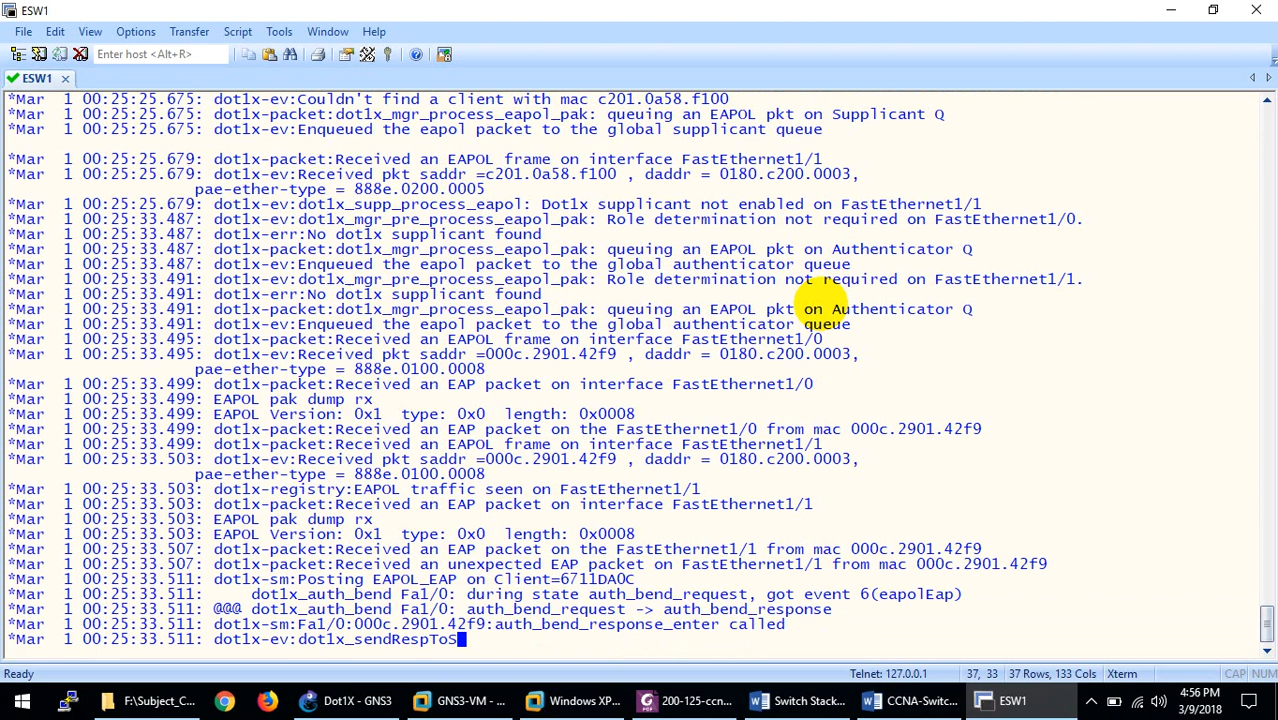 ESW1
File Edit View Options Transfer Script Tools Window Help
Enter host <Alt+R>
ESW1
*Mar 1 00:25:25.675: dot1x-ev:Couldn't find a client with mac c201.0a58.f100
*Mar 1 00:25:25.675: dot1x-packet:dot1x_mgr_process_eapol_pak: queuing an EAPOL pkt on Supplicant Q
*Mar 1 00:25:25.675: dot1x-ev:Enqueued the eapol packet to the global supplicant queue
*Mar 1 00:25:25.679: dot1x-packet:Received an EAPOL frame on interface FastEthernet1/1
*Mar 1 00:25:25.679: dot1x-ev:Received pkt saddr =c201.0a58.f100 , daddr = 0180.c200.0003,
pae-ether-type = 888e.0200.0005
*Mar 1 00:25:25.679: dot1x-ev:dot1x_supp_process_eapol: Dot1x supplicant not enabled on FastEthernet1/1
*Mar 1 00:25:33.487: dot1x-ev:dot1x_mgr_pre_process_eapol_pak: Role determination not required on FastEthernet1/0.
*Mar 1 00:25:33.487: dot1x-err:No dot1x supplicant found
*Mar 1 00:25:33.487: dot1x-packet:dot1x_mgr_process_eapol_pak: queuing an EAPOL pkt on Authenticator Q
*Mar 1 00:25:33.487: dot1x-ev:Enqueued the eapol packet to the global authenticator queue
*Mar 1 00:25:33.491: dot1x-ev:dot1x_mgr_pre_process_eapol_pak: Role determination not required on FastEthernet1/1.
*Mar 1 00:25:33.491: dot1x-err:No dot1x supplicant found
*Mar 1 00:25:33.491: dot1x-packet:dot1x_mgr_process_eapol_pak: queuing an EAPOL pkt on Authenticator Q
*Mar 1 00:25:33.491: dot1x-ev:Enqueued the eapol packet to the global authenticator queue
*Mar 1 00:25:33.495: dot1x-packet:Received an EAPOL frame on interface FastEthernet1/0
*Mar 1 00:25:33.495: dot1x-ev:Received pkt saddr =000c.2901.42f9 , daddr = 0180.c200.0003,
pae-ether-type = 888e.0100.0008
*Mar 1 00:25:33.499: dot1x-packet:Received an EAP packet on interface FastEthernet1/0
*Mar 1 00:25:33.499: EAPOL pak dump rx
*Mar 1 00:25:33.499: EAPOL Version: 0x1 type: 0x0 length: 0x0008
*Mar 1 00:25:33.499: dot1x-packet:Received an EAP packet on the FastEthernet1/0 from mac 000c.2901.42f9
*Mar 1 00:25:33.499: dot1x-packet:Received an EAPOL frame on interface FastEthernet1/1
*Mar 1 00:25:33.503: dot1x-ev:Received pkt saddr =000c.2901.42f9 , daddr = 0180.c200.0003,
pae-ether-type = 888e.0100.0008
*Mar 1 00:25:33.503: dot1x-registry:EAPOL traffic seen on FastEthernet1/1
*Mar 1 00:25:33.503: dot1x-packet:Received an EAP packet on interface FastEthernet1/1
*Mar 1 00:25:33.503: EAPOL pak dump rx
*Mar 1 00:25:33.503: EAPOL Version: 0x1 type: 0x0 length: 0x0008
*Mar 1 00:25:33.507: dot1x-packet:Received an EAP packet on the FastEthernet1/1 from mac 000c.2901.42f9
*Mar 1 00:25:33.507: dot1x-packet:Received an unexpected EAP packet on FastEthernet1/1 from mac 000c.2901.42f9
*Mar 1 00:25:33.511: dot1x-sm:Posting EAPOL_EAP on Client=6711DA0C
*Mar 1 00:25:33.511: dot1x_auth_bend Fa1/0: during state auth_bend_request, got event 6(eapolEap)
*Mar 1 00:25:33.511: @@@ dot1x_auth_bend Fa1/0: auth_bend_request -> auth_bend_response
*Mar 1 00:25:33.511: dot1x-sm:Fa1/0:000c.2901.42f9:auth_bend_response_enter called
*Mar 1 00:25:33.511: dot1x-ev:dot1x_sendRespToS
Ready Telnet: 127.0.0.1 37, 33 37 Rows, 133 Cols Xterm CAP NUM
F:\Subject_C... Dot1X - GNS3 GNS3-VM - ... Windows XP... 200-125-ccn... Switch Stack... CCNA-Switc... ESW1 4:56 PM
3/9/2018